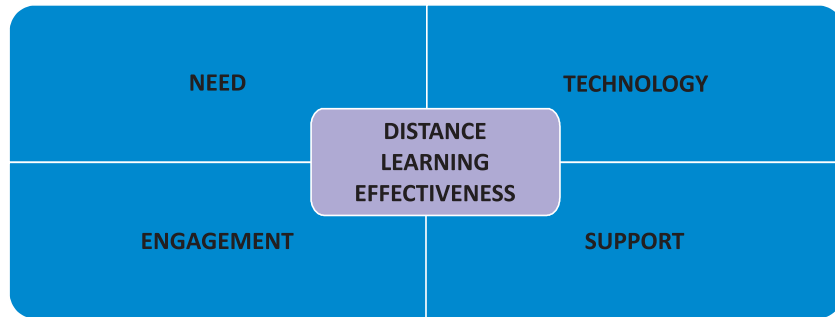 NEED
TECHNOLOGY
DISTANCE
LEARNING
EFFECTIVENESS
ENGAGEMENT
SUPPORT